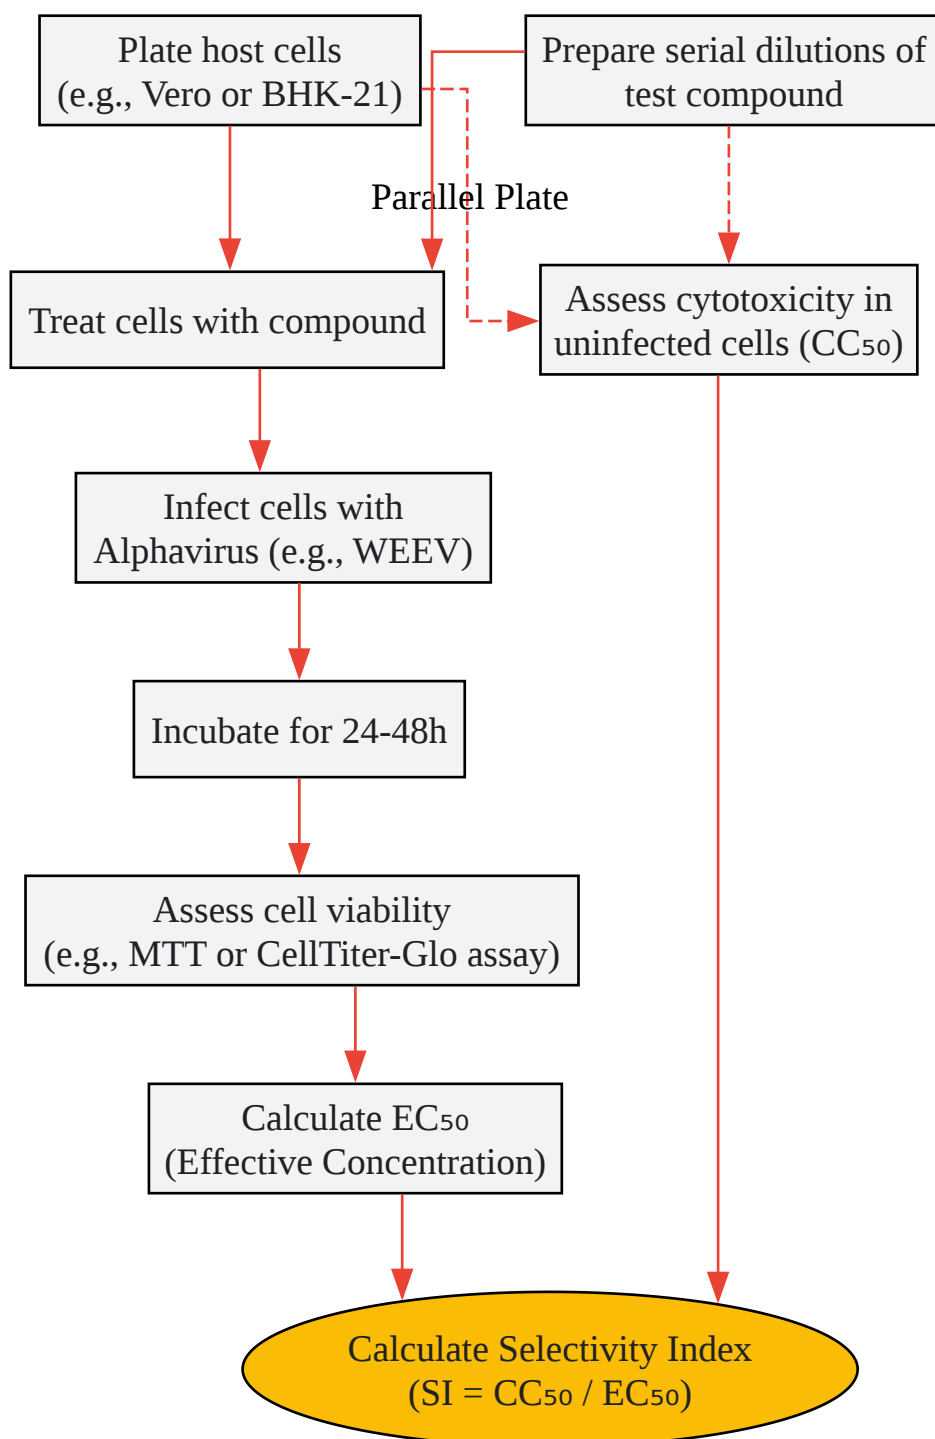 Plate host cells
(e.g., Vero or BHK-21)
Prepare serial dilutions of
test compound
Parallel Plate
Treat cells with compound
Assess cytotoxicity in
uninfected cells (CC₅₀)
Infect cells with
Alphavirus (e.g., WEEV)
Incubate for 24-48h
Assess cell viability
(e.g., MTT or CellTiter-Glo assay)
Calculate EC₅₀
(Effective Concentration)
Calculate Selectivity Index
(SI = CC₅₀ / EC₅₀)